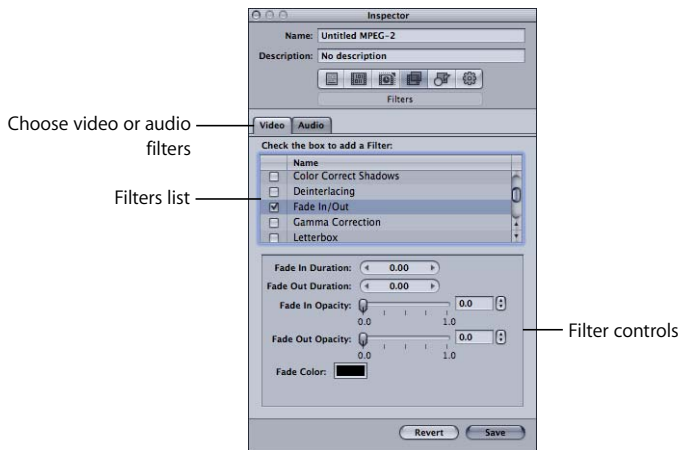 Inspector
Name: Untitled MPEG-2
Description: No description
Filters
Choose video or audio
filters
Video Audio
Check the box to add a Filter:
Name
Color Correct Shadows
Deinterlacing
Filters list
Fade In/Out
Gamma Correction
Letterbox
Fade In Duration: 0.00
Fade Out Duration: 0.00
Fade In Opacity: 0.0
0.0 1.0
Filter controls
Fade Out Opacity: 0.0
0.0 1.0
Fade Color:
Revert Save